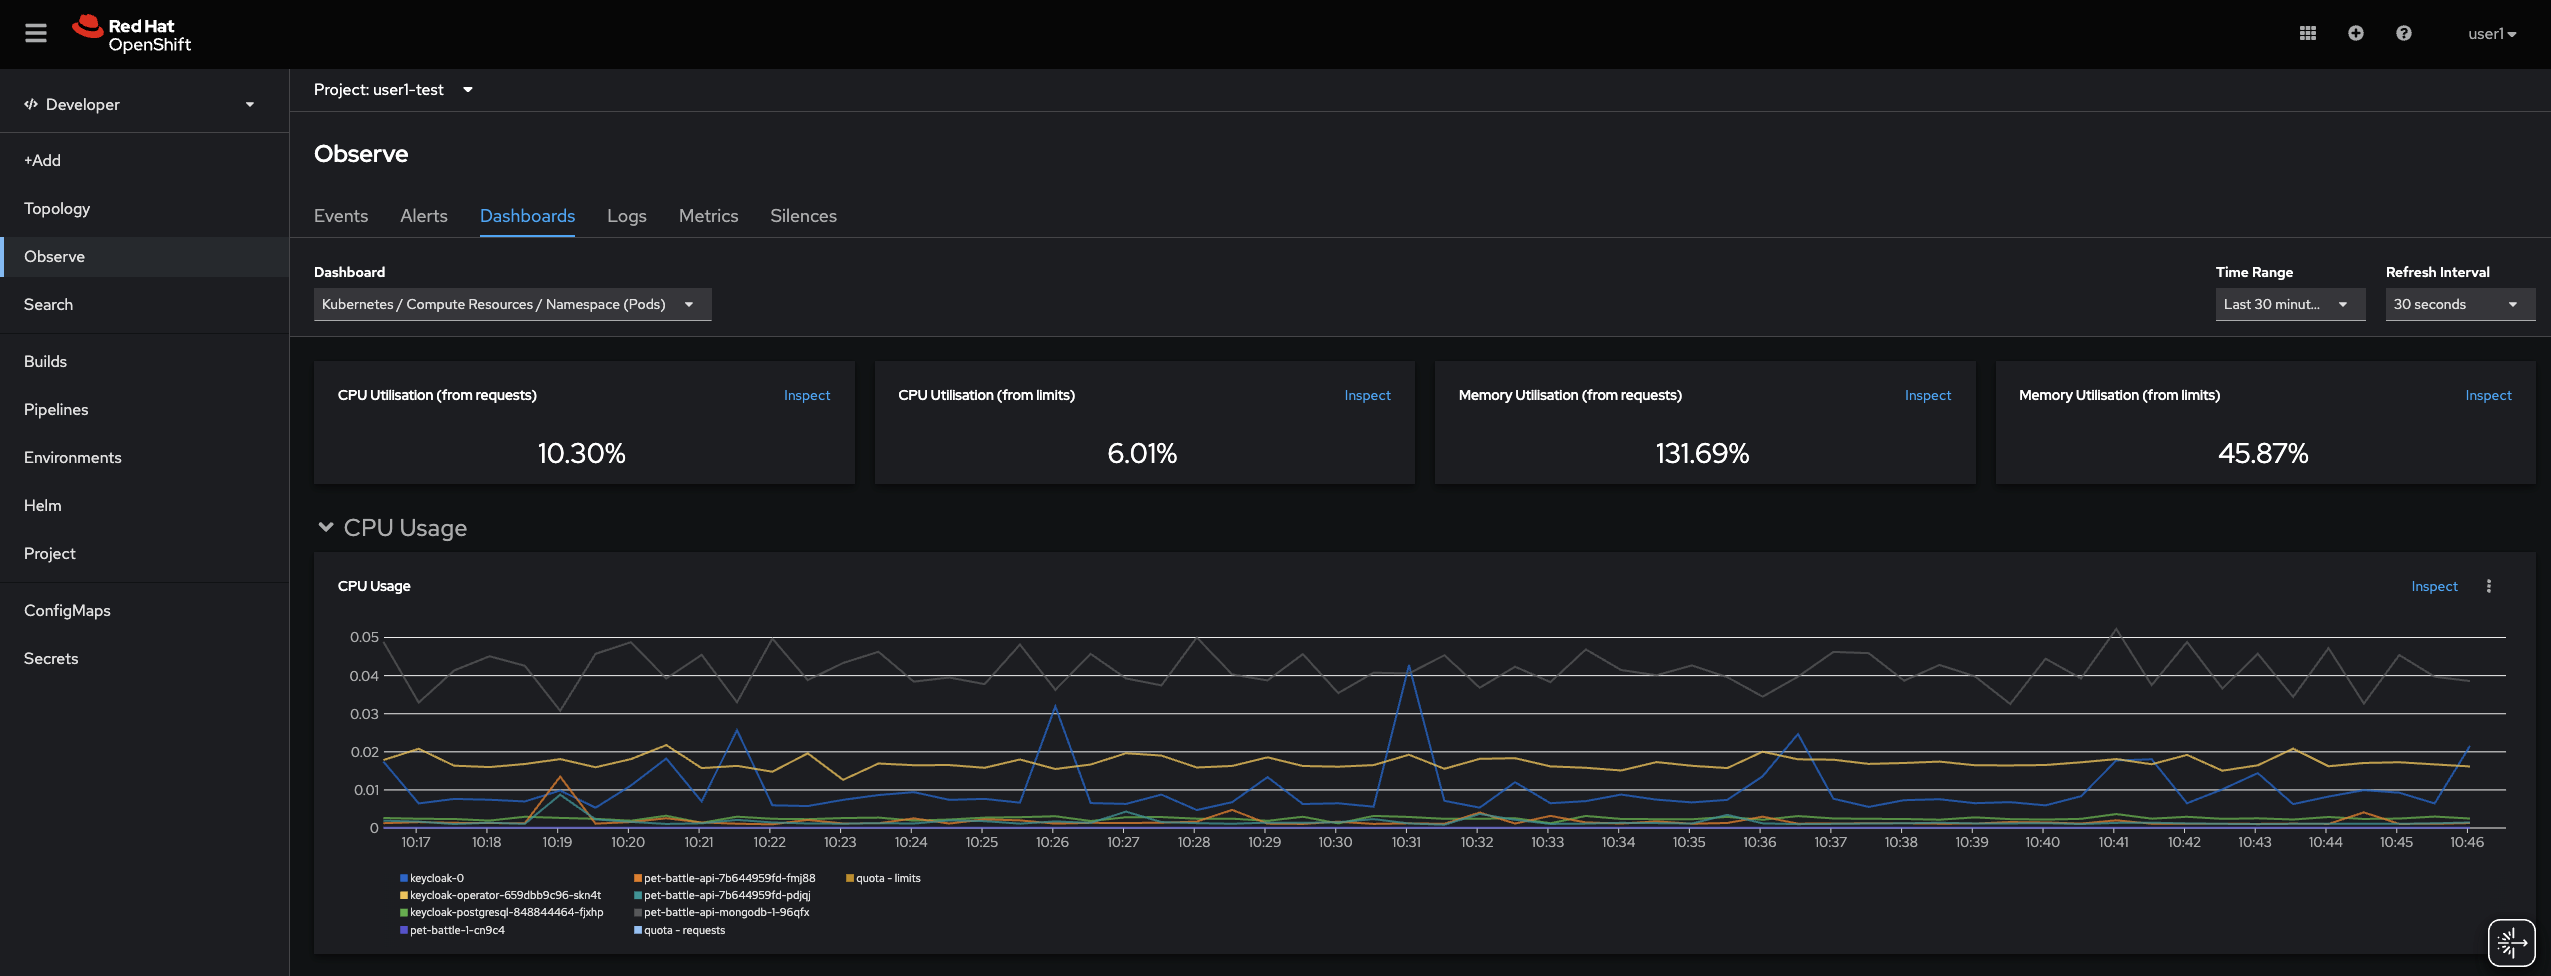 Red Hat
OpenShift
user1
Developer
+Add
Topology
Observe
Search
Builds
Pipelines
Environments
Helm
Project
ConfigMaps
Secrets
Project: user1-test
Observe
Events Alerts Dashboards Logs Metrics Silences
Dashboard
Kubernetes / Compute Resources / Namespace (Pods)
Time Range
Last 30 minut...
Refresh Interval
30 seconds
CPU Utilisation (from requests) Inspect
10.30%
CPU Utilisation (from limits) Inspect
6.01%
Memory Utilisation (from requests) Inspect
131.69%
Memory Utilisation (from limits) Inspect
45.87%
CPU Usage
CPU Usage Inspect
0.05
0.04
0.03
0.02
0.01
0
10:17 10:18 10:19 10:20 10:21 10:22 10:23 10:24 10:25 10:26 10:27 10:28 10:29 10:30 10:31 10:32 10:33 10:34 10:35 10:36 10:37 10:38 10:39 10:40 10:41 10:42 10:43 10:44 10:45 10:46
keycloak-0
keycloak-operator-659dbb9c96-skn4t
keycloak-postgresql-848844464-fjxhp
pet-battle-1-cn9c4
pet-battle-api-7b644959fd-fmj88
pet-battle-api-7b644959fd-pdjqj
pet-battle-api-mongodb-1-96qfx
quota - requests
quota - limits